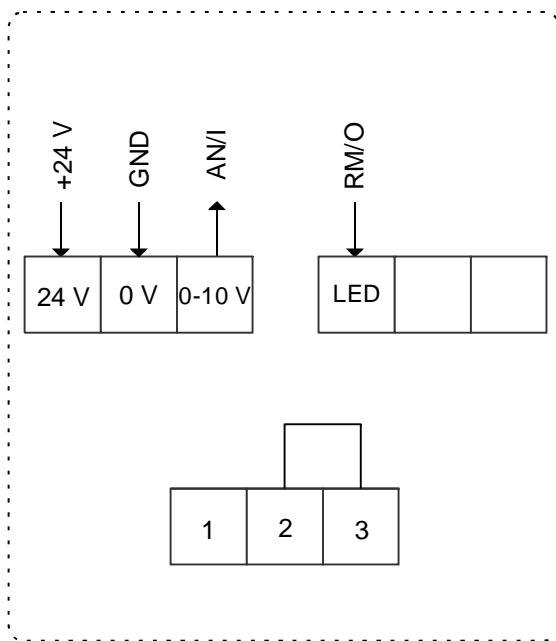 +24 V
GND
AN/I
RM/O
24 V
0 V
0-10 V
LED
1
2
3